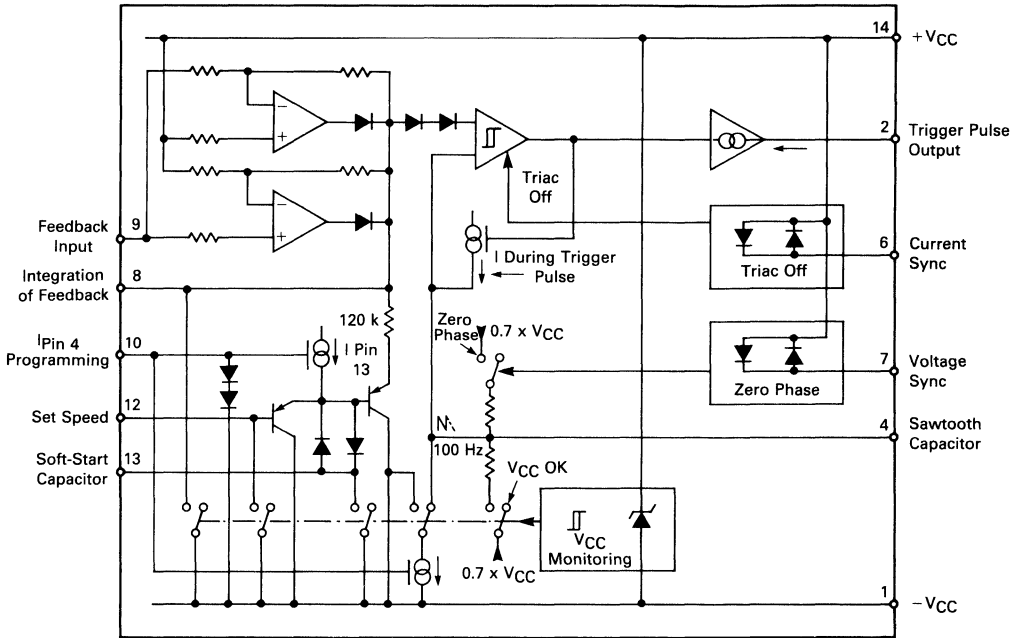 14
+VCC
−
+
Triac
Off
2
Trigger Pulse
Output
−
+
Feedback
Input
9
I During Trigger
Pulse
Triac Off
6
Current
Sync
Integration
of Feedback
8
120 k
Zero
Phase
0.7 x VCC
IPin 4
Programming
10
I Pin
13
Zero Phase
7
Voltage
Sync
Set Speed
12
100 Hz
4
Sawtooth
Capacitor
Soft-Start
Capacitor
13
VCC OK
VCC
Monitoring
0.7 x VCC
1
−VCC